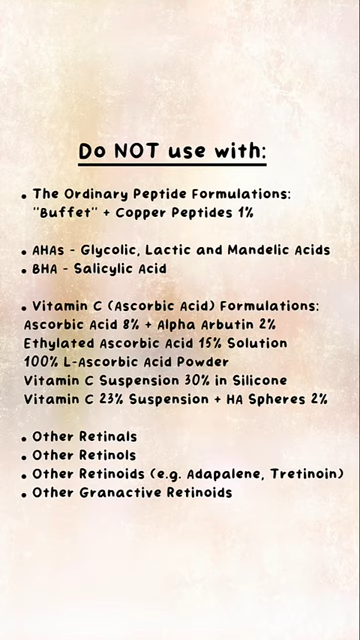 Do NOT use with:
• The Ordinary Peptide Formulations:
"Buffet" + Copper Peptides 1%
• AHAs - Glycolic, Lactic and Mandelic Acids
• BHA - Salicylic Acid
• Vitamin C (Ascorbic Acid) Formulations:
Ascorbic Acid 8% + Alpha Arbutin 2%
Ethylated Ascorbic Acid 15% Solution
100% L-Ascorbic Acid Powder
Vitamin C Suspension 30% in Silicone
Vitamin C 23% Suspension + HA Spheres 2%
• Other Retinals
• Other Retinols
• Other Retinoids (e.g. Adapalene, Tretinoin)
• Other Granactive Retinoids